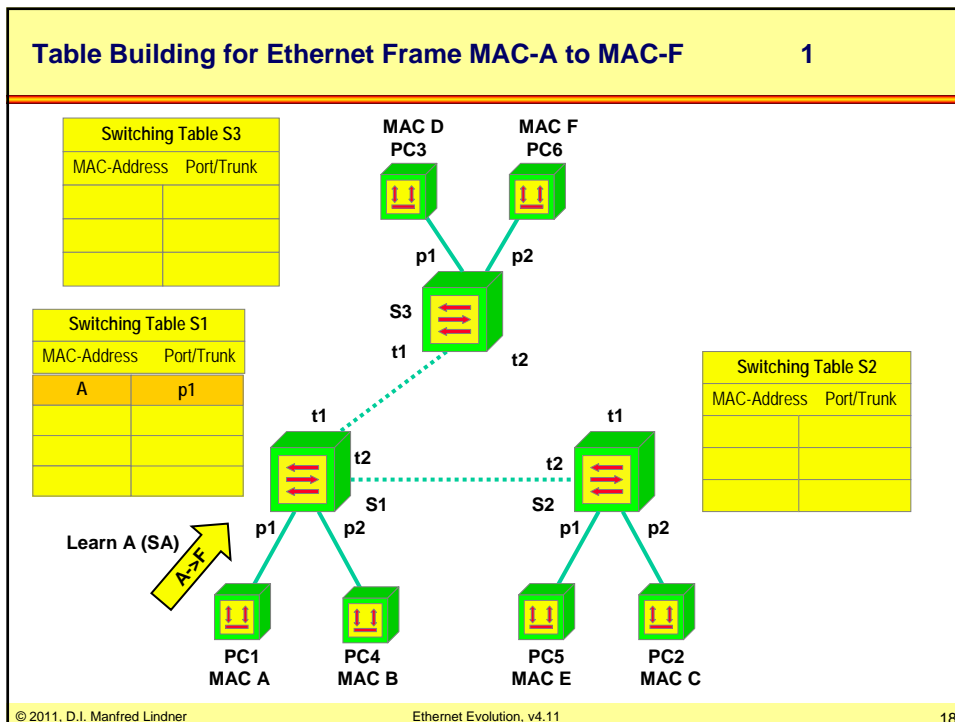 Table Building for Ethernet Frame MAC-A to MAC-F 1
Switching Table S3
MAC-Address Port/Trunk
MAC D
PC3
MAC F
PC6
p1
p2
S3
t1
t2
Switching Table S1
MAC-Address Port/Trunk
A p1
Switching Table S2
MAC-Address Port/Trunk
t1
t2
S1
t1
t2
S2
p1
p2
p1
p2
Learn A (SA)
A->F
PC1
MAC A
PC4
MAC B
PC5
MAC E
PC2
MAC C
© 2011, D.I. Manfred Lindner
Ethernet Evolution, v4.11
18